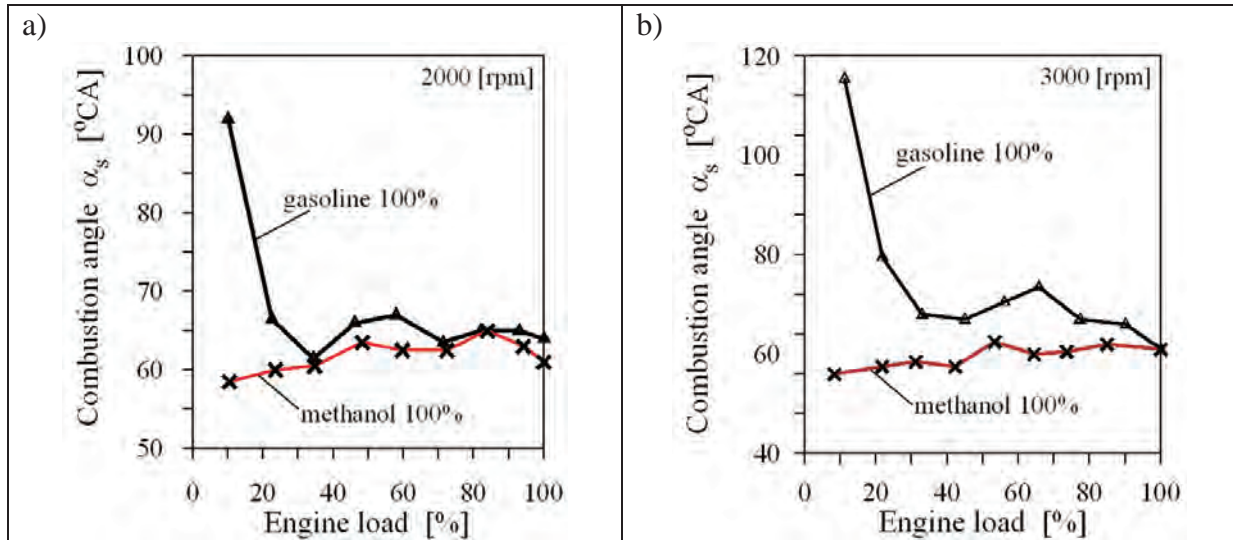 a)
100
90
80
70
60
50
0 20 40 60 80 100
Combustion angle αs [ºCA]
Engine load [%]
2000 [rpm]
gasoline 100%
methanol 100%
b)
120
100
80
60
40
0 20 40 60 80 100
Combustion angle αs [ºCA]
Engine load [%]
3000 [rpm]
gasoline 100%
methanol 100%